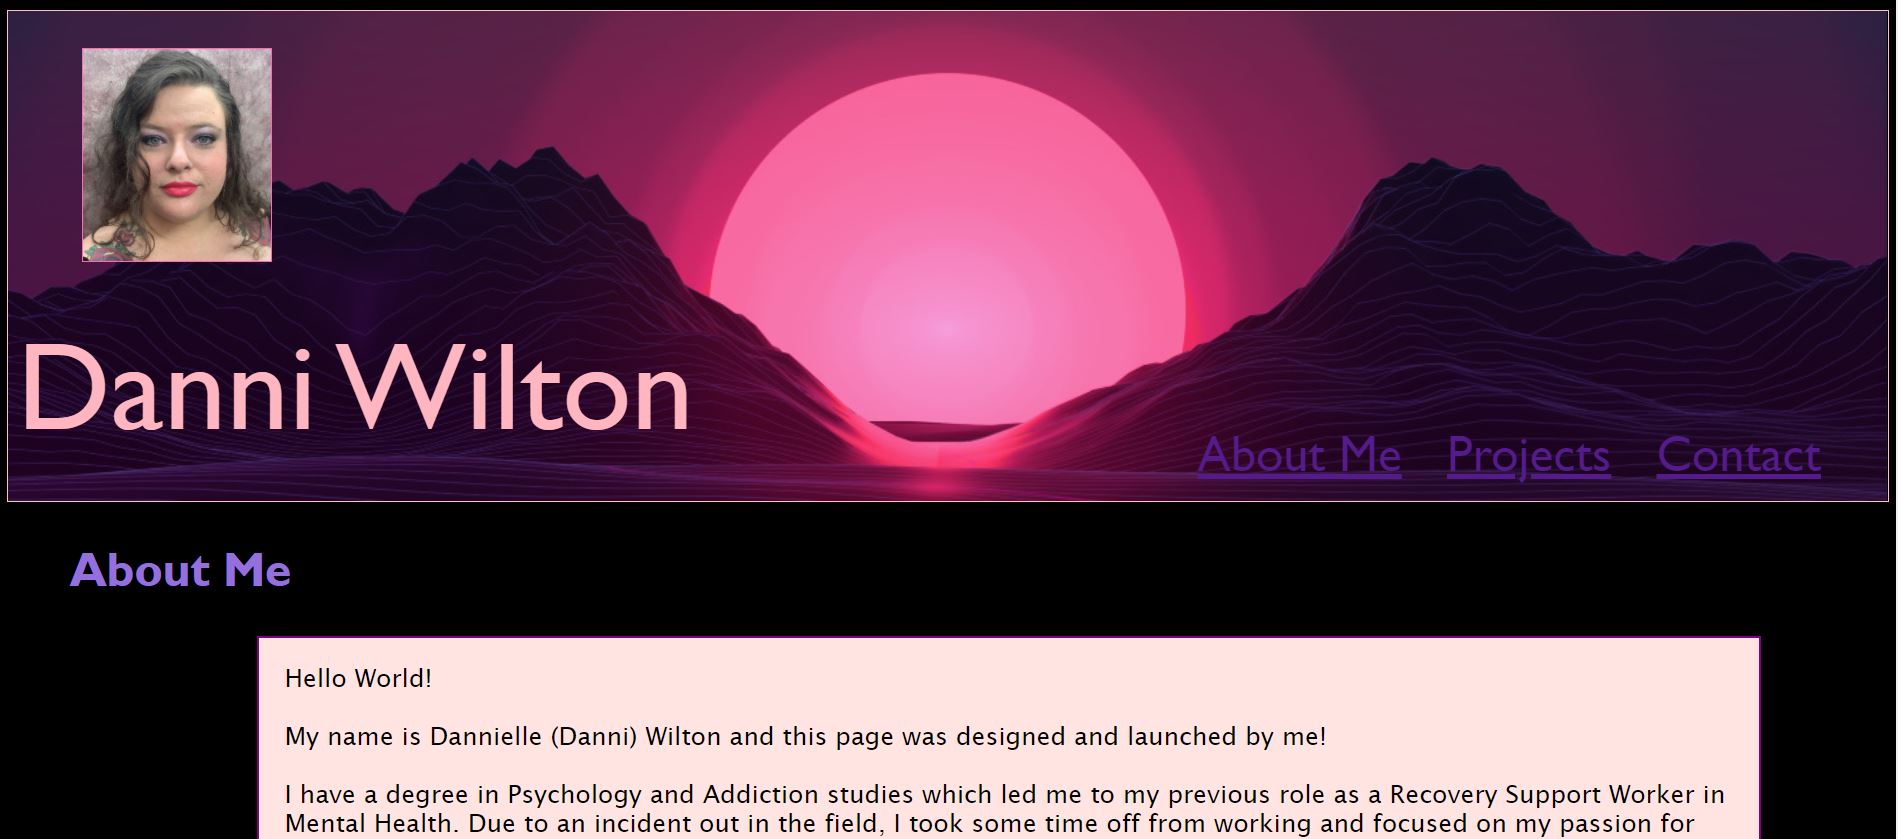 Danni Wilton
About Me Projects Contact
About Me
Hello World!
My name is Dannielle (Danni) Wilton and this page was designed and launched by me!
I have a degree in Psychology and Addiction studies which led me to my previous role as a Recovery Support Worker in
Mental Health. Due to an incident out in the field, I took some time off from working and focused on my passion for